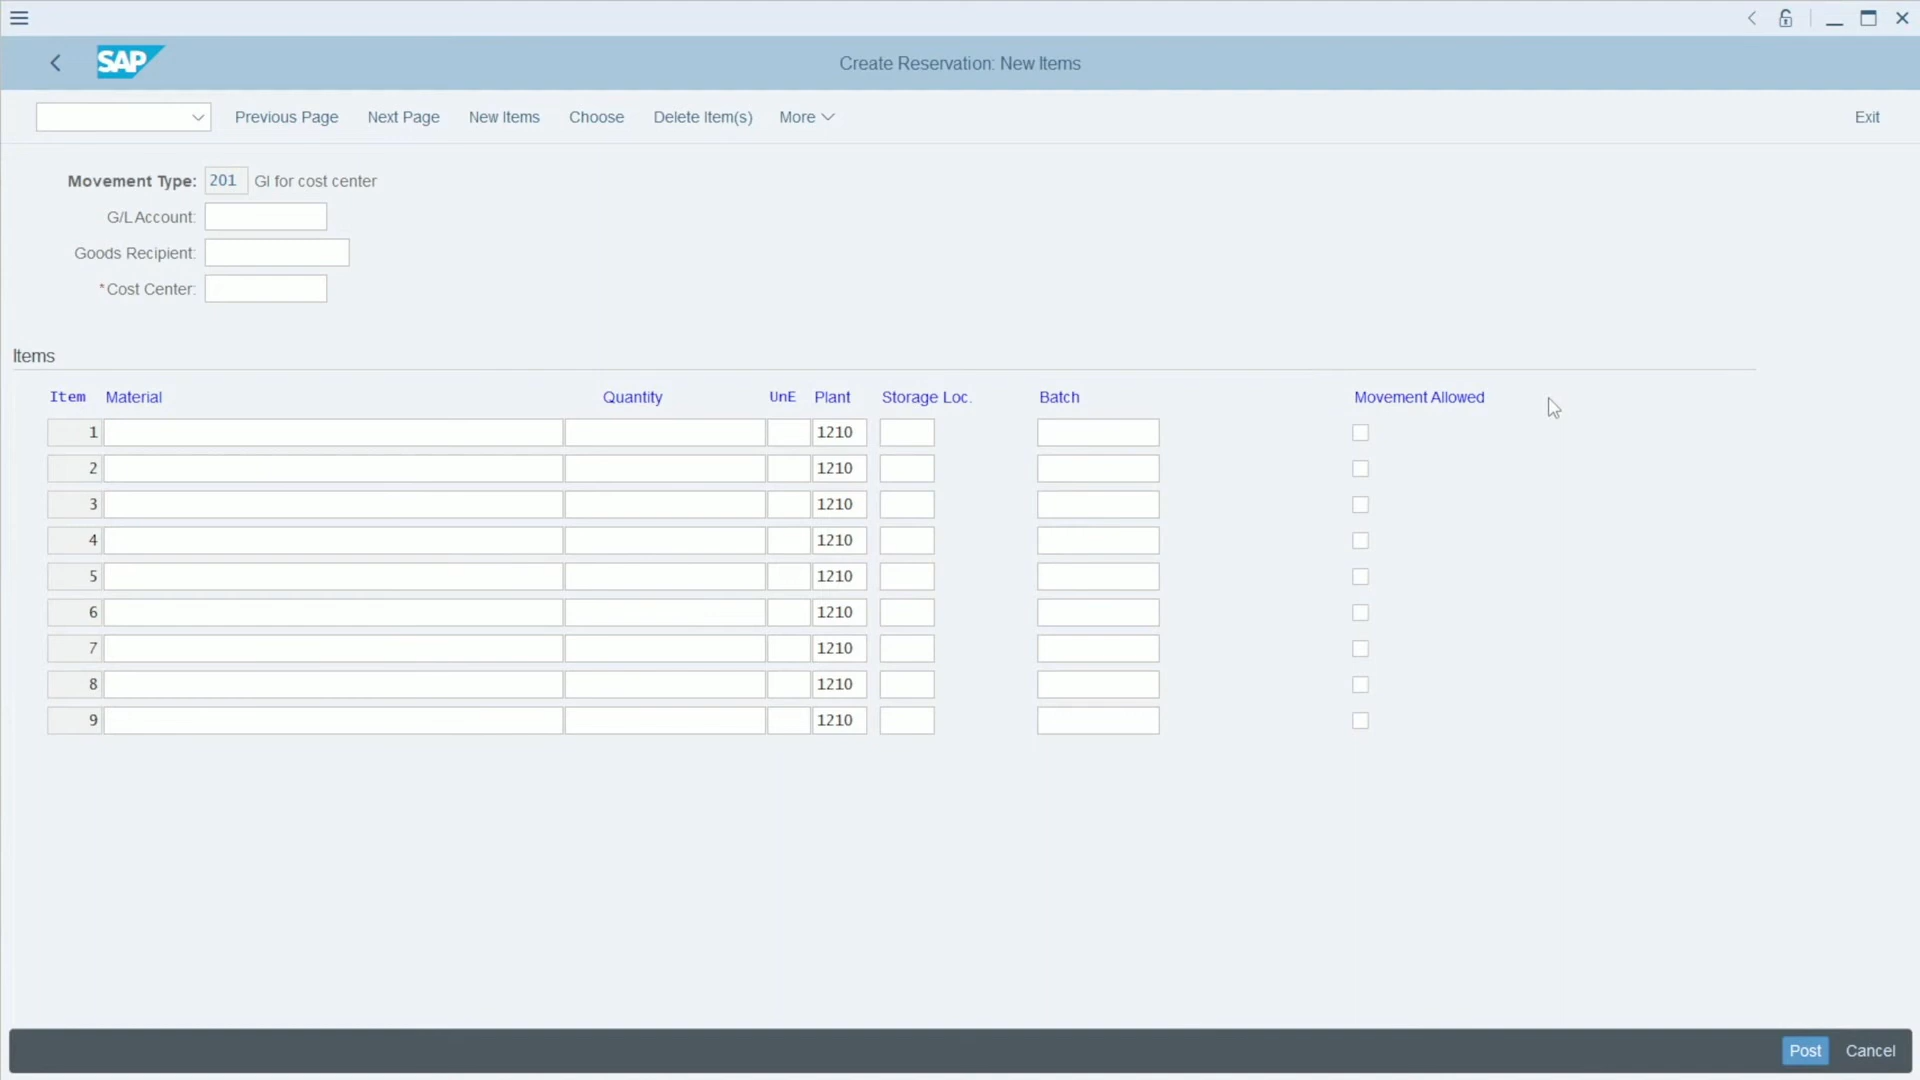 SAP
Create Reservation: New Items
Previous Page Next Page New Items Choose Delete Item(s) More Exit
Movement Type: 201 GI for cost center
G/L Account:
Goods Recipient:
*Cost Center:
Items
Item Material Quantity UnE Plant Storage Loc. Batch Movement Allowed
1 1210
2 1210
3 1210
4 1210
5 1210
6 1210
7 1210
8 1210
9 1210
Post Cancel